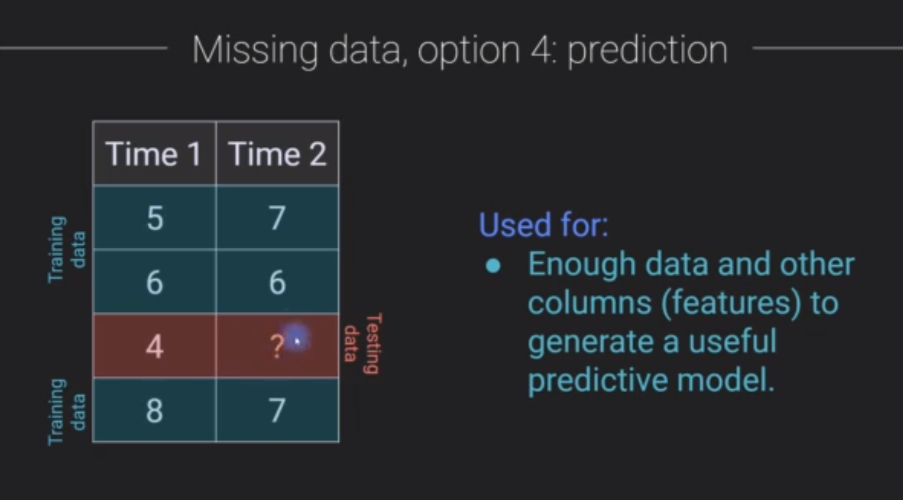 Missing data, option 4: prediction
Time 1 Time 2
Training
data
5 7
6 6
4 ?
Testing
data
Training
data
8 7
Used for:
● Enough data and other
columns (features) to
generate a useful
predictive model.